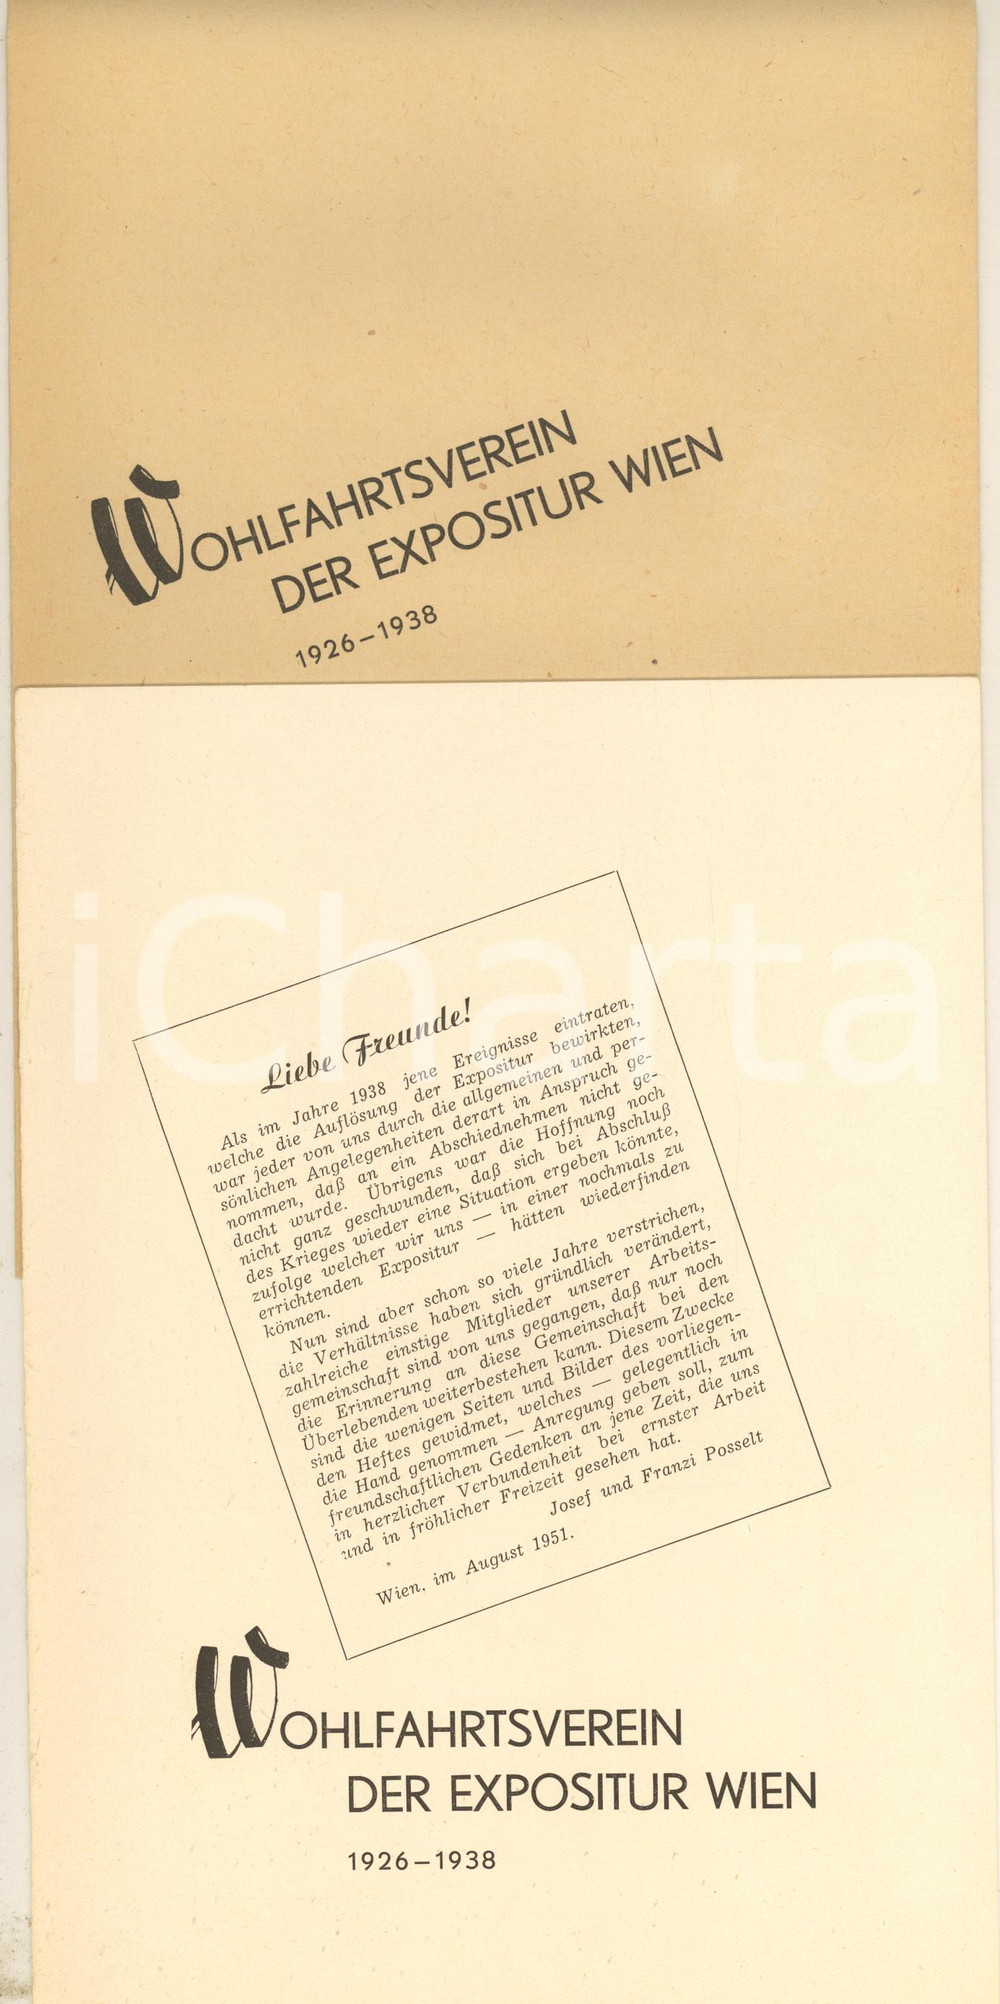 WOHLFAHRTSVEREIN
DER EXPOSITUR WIEN
1926–1938
iCharta
Liebe Freunde!
Als im Jahre 1938 jene Ereignisse eintraten,
welche die Auflösung der Expositur bewirkten,
war jeder von uns durch die allgemeinen und per-
sönlichen Angelegenheiten derart in Anspruch ge-
nommen, daß an ein Abschiednehmen nicht ge-
dacht wurde. Übrigens war die Hoffnung noch
nicht ganz geschwunden, daß sich bei Abschluß
des Krieges wieder eine Situation ergeben könnte,
zufolge welcher wir uns — in einer nochmals zu
errichtenden Expositur — hätten wiederfinden
können.
Nun sind aber schon so viele Jahre verstrichen,
die Verhältnisse haben sich gründlich verändert,
zahlreiche einstige Mitglieder unserer Arbeits-
gemeinschaft sind von uns gegangen, daß nur noch
die Erinnerung an diese Gemeinschaft bei den
Überlebenden weiterbestehen kann. Diesem Zwecke
sind die wenigen Seiten und Bilder des vorliegen-
den Heftes gewidmet, welches — gelegentlich in
die Hand genommen — Anregung geben soll, zum
freundschaftlichen Gedenken an jene Zeit, die uns
in herzlicher Verbundenheit bei ernster Arbeit
und in fröhlicher Freizeit gesehen hat.
Josef und Franzi Posselt
Wien, im August 1951.
WOHLFAHRTSVEREIN
DER EXPOSITUR WIEN
1926–1938